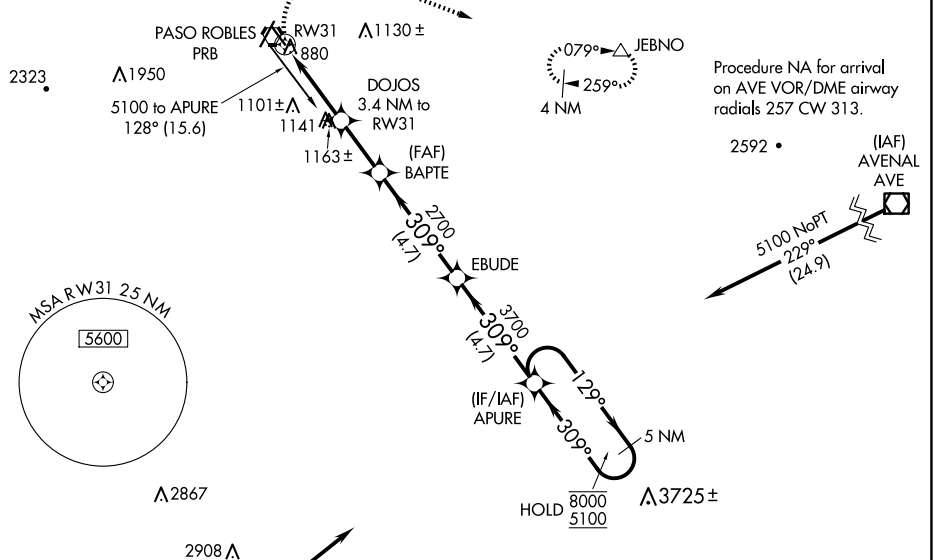 PASO ROBLES
PRB
RW31
880
1130 ±
2323
1950
5100 to APURE
128° (15.6)
1101±
1141
1163 ±
DOJOS
3.4 NM to
RW31
(FAF)
BAPTE
079°
JEBNO
259°
4 NM
Procedure NA for arrival
on AVE VOR/DME airway
radials 257 CW 313.
2592
(IAF)
AVENAL
AVE
5100 NoPT
229°
(24.9)
2700
309°
(4.7)
EBUDE
3700
309°
(4.7)
MSA RW31 25 NM
5600
(IF/IAF)
APURE
129°
309°
5 NM
HOLD
8000
5100
3725 ±
2867
2908